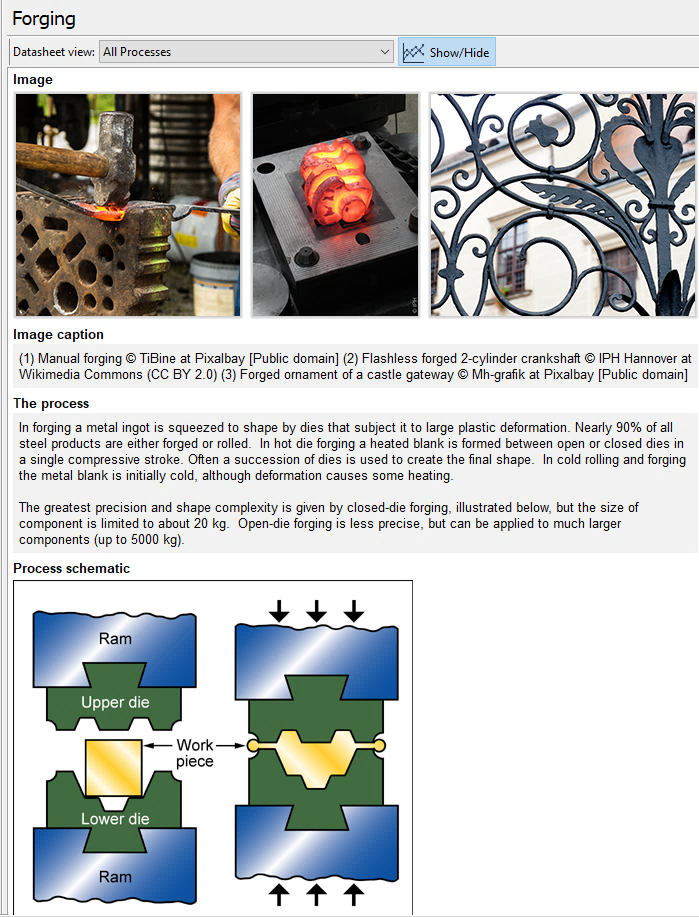 Forging
Datasheet view: All Processes Show/Hide
Image
© IPH
Image caption
(1) Manual forging © TiBine at Pixalbay [Public domain] (2) Flashless forged 2-cylinder crankshaft © IPH Hannover at
Wikimedia Commons (CC BY 2.0) (3) Forged ornament of a castle gateway © Mh-grafik at Pixalbay [Public domain]
The process
In forging a metal ingot is squeezed to shape by dies that subject it to large plastic deformation. Nearly 90% of all
steel products are either forged or rolled.  In hot die forging a heated blank is formed between open or closed dies in
a single compressive stroke. Often a succession of dies is used to create the final shape.  In cold rolling and forging
the metal blank is initially cold, although deformation causes some heating.
The greatest precision and shape complexity is given by closed-die forging, illustrated below, but the size of
component is limited to about 20 kg.  Open-die forging is less precise, but can be applied to much larger
components (up to 5000 kg).
Process schematic
Ram
Upper die
Work
piece
Lower die
Ram